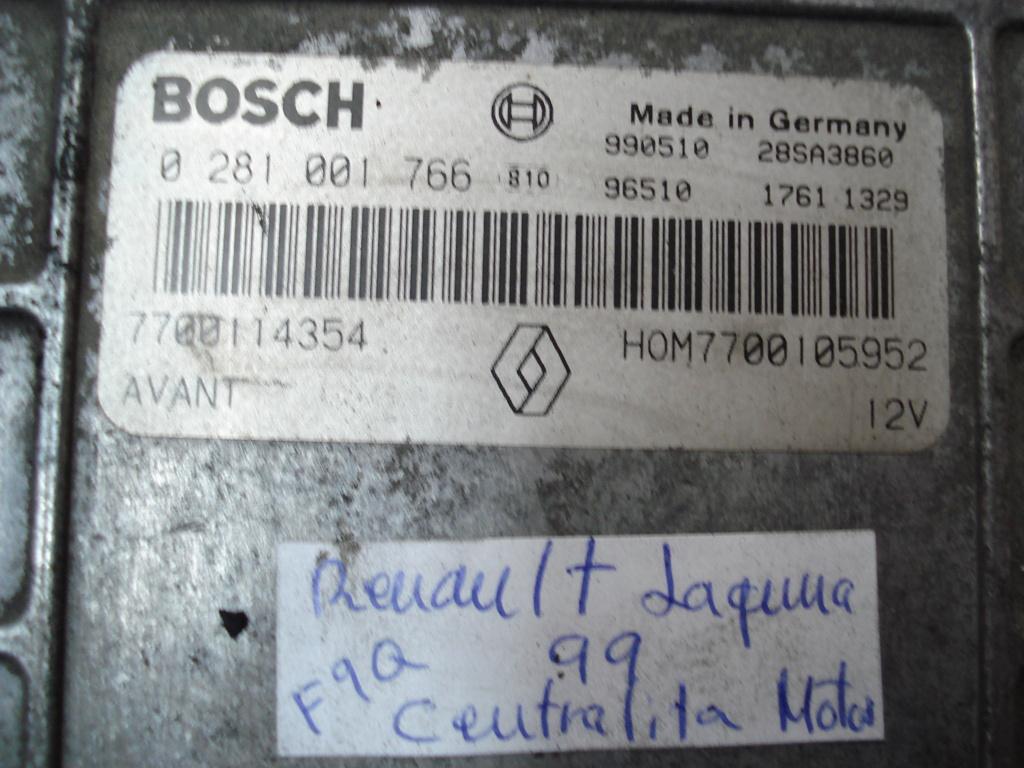 BOSCH
Made in Germany
0 281 001 766 810 990510 28SA3860
96510 1761 1329
7700114354 HOM7700105952
AVANT 12V
Renault Laguna
F9Q 99
Centralita Motor